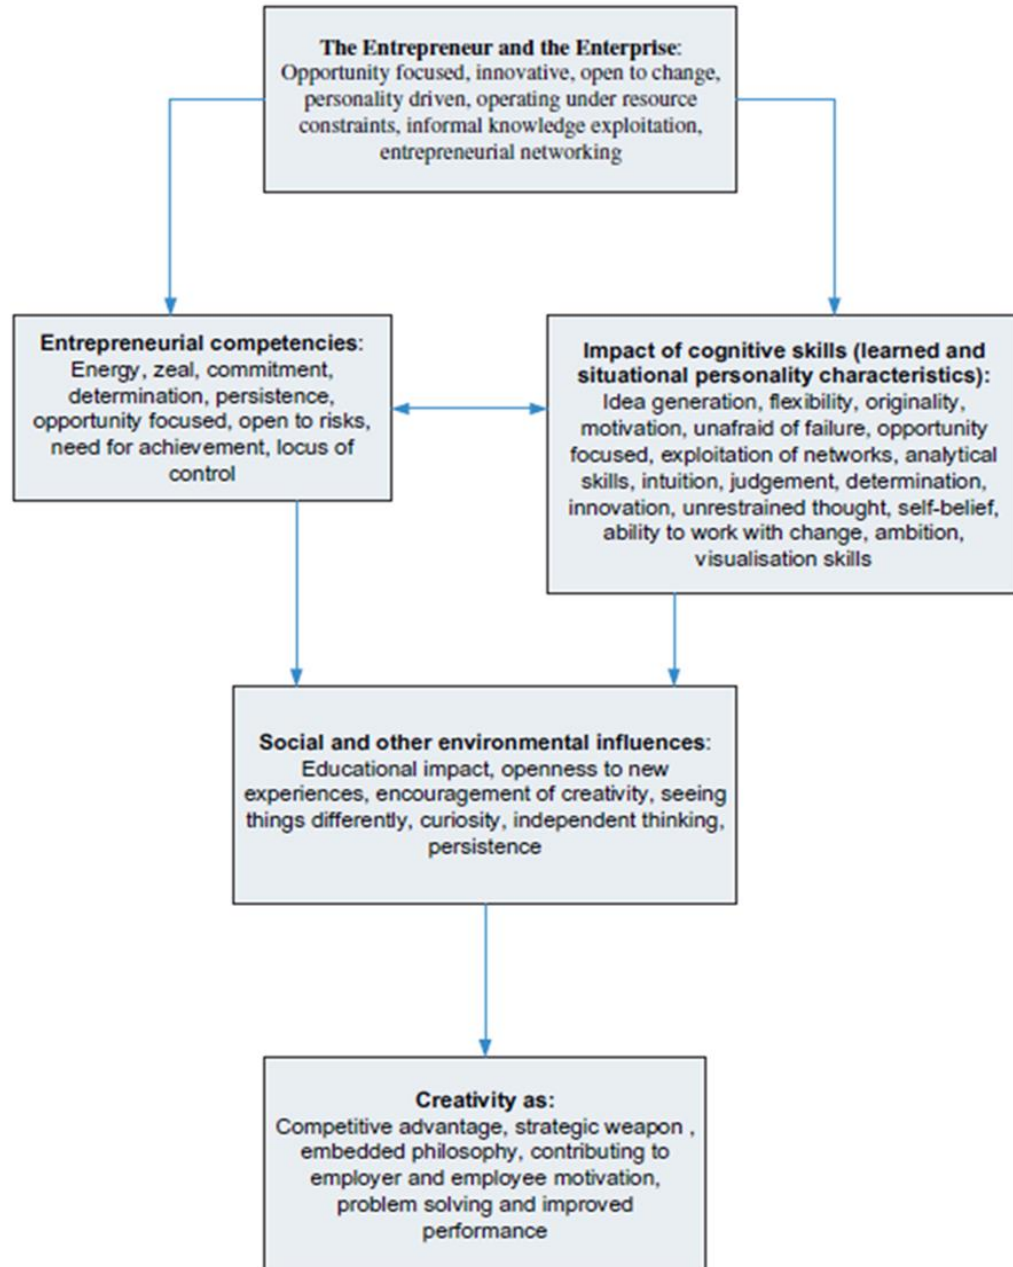 The Entrepreneur and the Enterprise:
Opportunity focused, innovative, open to change,
personality driven, operating under resource
constraints, informal knowledge exploitation,
entrepreneurial networking
Entrepreneurial competencies:
Energy, zeal, commitment,
determination, persistence,
opportunity focused, open to risks,
need for achievement, locus of
control
Impact of cognitive skills (learned and
situational personality characteristics):
Idea generation, flexibility, originality,
motivation, unafraid of failure, opportunity
focused, exploitation of networks, analytical
skills, intuition, judgement, determination,
innovation, unrestrained thought, self-belief,
ability to work with change, ambition,
visualisation skills
Social and other environmental influences:
Educational impact, openness to new
experiences, encouragement of creativity, seeing
things differently, curiosity, independent thinking,
persistence
Creativity as:
Competitive advantage, strategic weapon ,
embedded philosophy, contributing to
employer and employee motivation,
problem solving and improved
performance